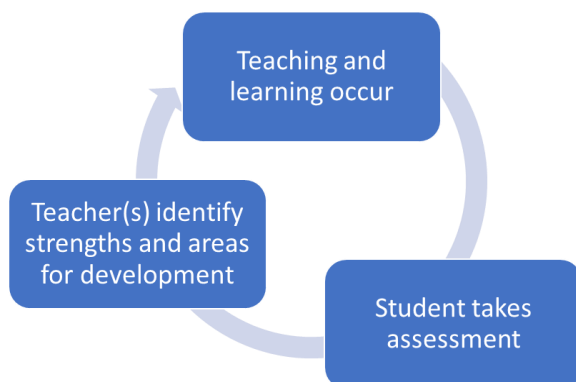 Teaching and
learning occur
Student takes
assessment
Teacher(s) identify
strengths and areas
for development